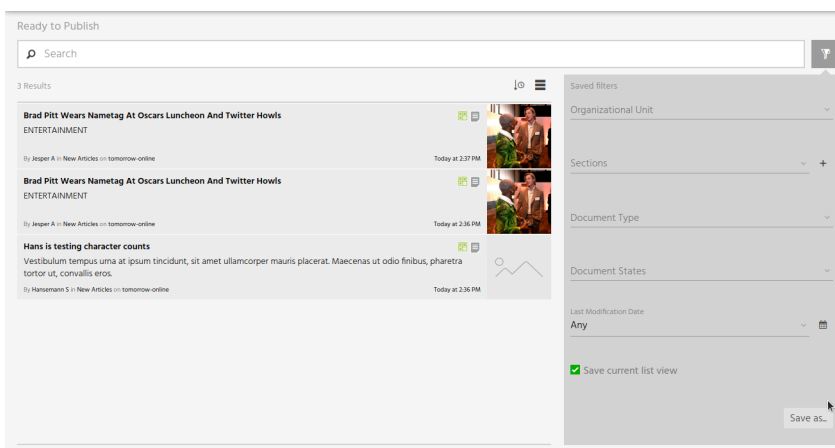 Ready to Publish
Search
3 Results
Brad Pitt Wears Nametag At Oscars Luncheon And Twitter Howls
ENTERTAINMENT
By Jesper A in New Articles on tomorrow-online
Today at 2:37 PM
Brad Pitt Wears Nametag At Oscars Luncheon And Twitter Howls
ENTERTAINMENT
By Jesper A in New Articles on tomorrow-online
Today at 2:36 PM
Hans is testing character counts
Vestibulum tempus urna at ipsum tincidunt, sit amet ullamcorper mauris placerat. Maecenas ut odio finibus, pharetra
tortor ut, convallis eros.
By Hansemann S in New Articles on tomorrow-online
Today at 2:36 PM
Saved filters
Organizational Unit
Sections
Document Type
Document States
Last Modification Date
Any
Save current list view
Save as...